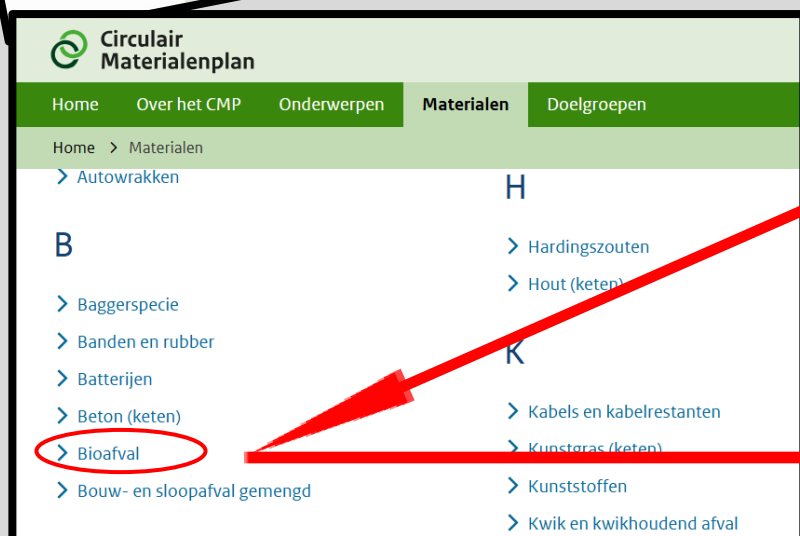 Circulair
Materialenplan
Home Over het CMP Onderwerpen Materialen Doelgroepen
Home > Materialen
Autowrakken
B
Baggerspecie
Banden en rubber
Batterijen
Beton (keten)
Bioafval
Bouw- en sloopafval gemengd
H
Hardingszouten
Hout (keten)
K
Kabels en kabelrestanten
Kunstgras (keten)
Kunststoffen
Kwik en kwikhoudend afval